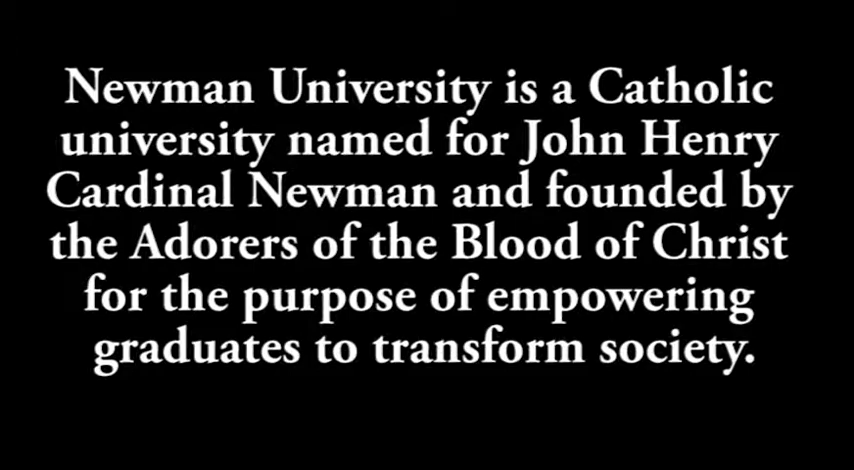 Newman University is a Catholic
university named for John Henry
Cardinal Newman and founded by
the Adorers of the Blood of Christ
for the purpose of empowering
graduates to transform society.